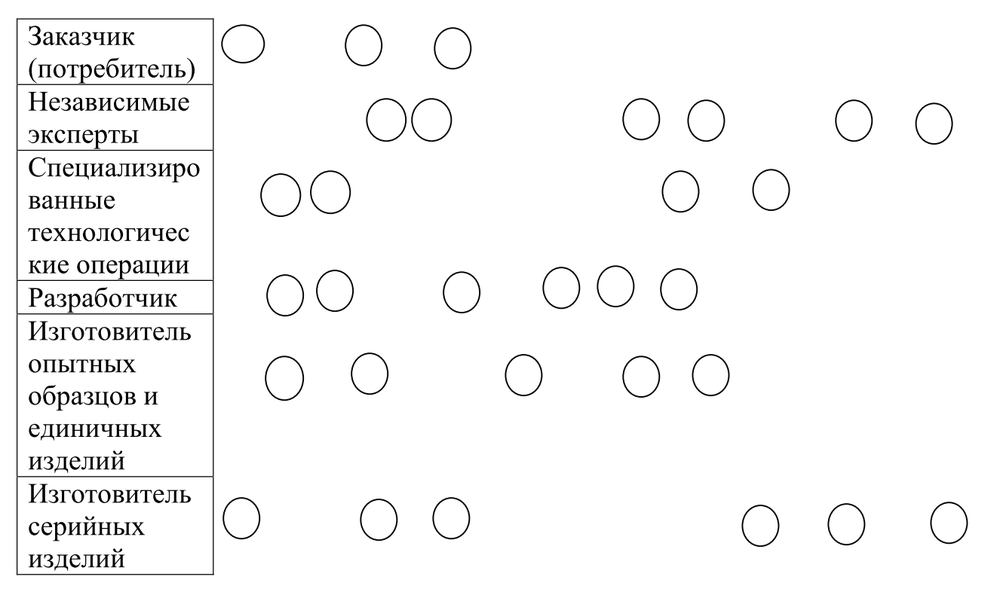 Заказчик
(потребитель)
Независимые
эксперты
Специализиро
ванные
технологичес
кие операции
Разработчик
Изготовитель
опытных
образцов и
единичных
изделий
Изготовитель
серийных
изделий